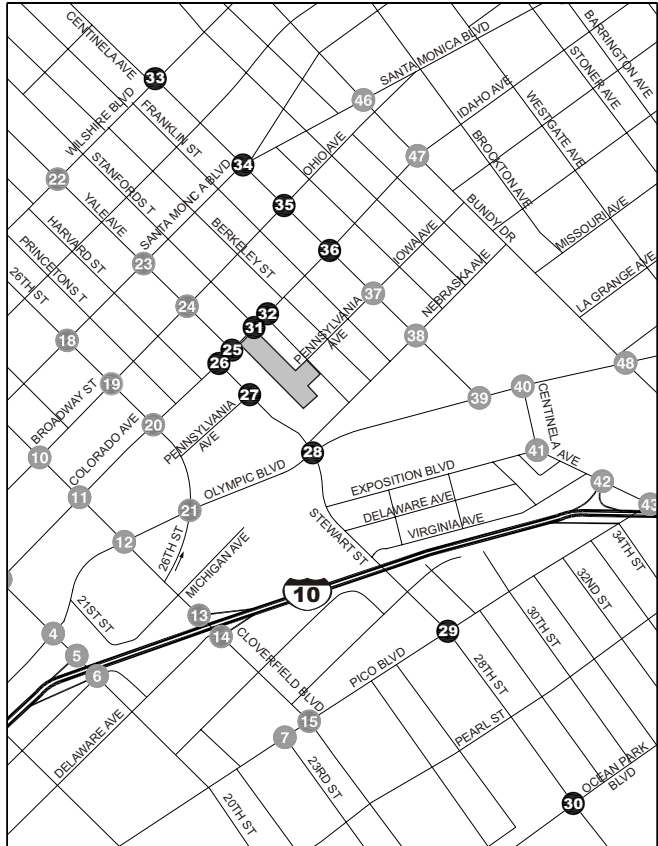 CENTINELA AVE
33
WILSHIRE BLVD
FRANKLIN ST
SANTA MONICA BLVD
BARRINGTON AVE
STONER AVE
46
IDAHO AVE
WESTGATE AVE
BROCKTON AVE
47
OHIO AVE
34
22
STANFORDS T
YALE AVE
SANTA MONC A BLVD
35
BERKELEY ST
HARVARD ST
PRINCETONS T
26TH ST
23
36
IOWA AVE
BUNDY DR
MISSOURI AVE
NEBRASKA AVE
LA GRANGE AVE
37
24
32
31
PENNSYLVANIA
AVE
38
18
25
26
48
19
27
39
40
BROADWAY ST
COLORADO AVE
20
PENNSYLVANIA
AVE
CENTINELA
AVE
10
28
41
11
OLYMPIC BLVD
EXPOSITION BLVD
42
21
DELAWARE AVE
43
12
STEWART ST
VIRGINIA AVE
26TH ST
MICHIGAN AVE
34TH ST
10
32ND ST
21ST ST
13
30TH ST
4
14
29
5
CLOVERFIELD BLVD
6
PICO BLVD
28TH ST
15
7
PEARL ST
DELAWARE AVE
23RD ST
20TH ST
OCEAN PARK
BLVD
30